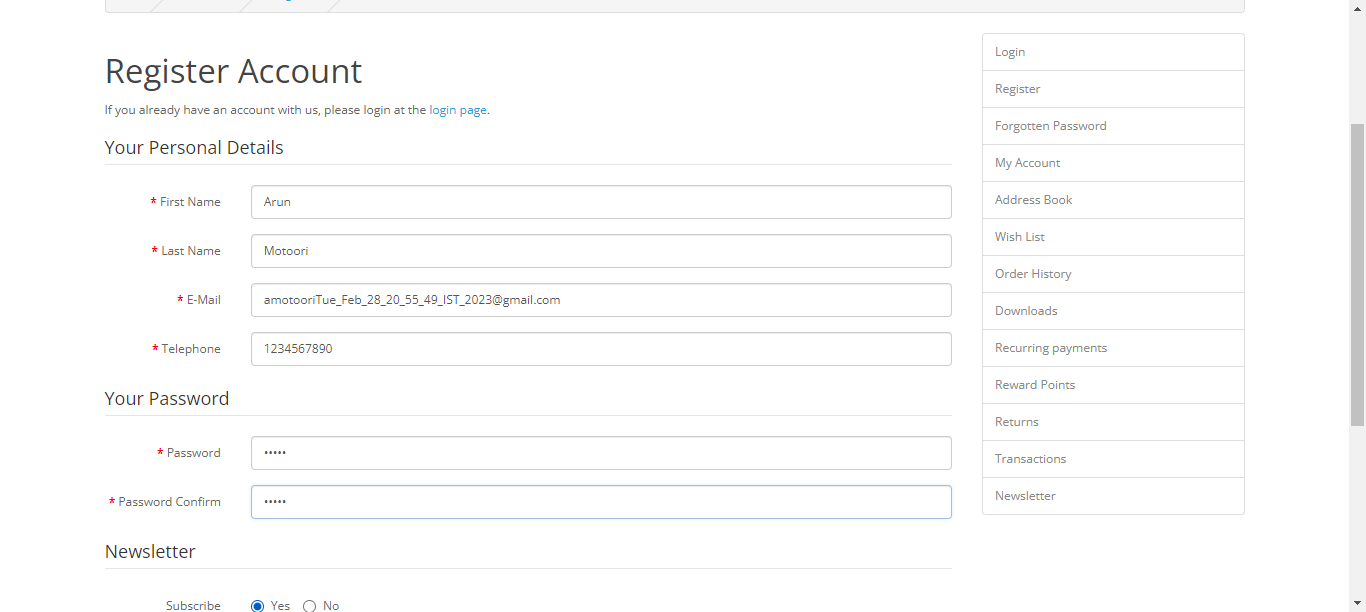 Register Account
If you already have an account with us, please login at the login page.
Your Personal Details
* First Name
Arun
* Last Name
Motoori
* E-Mail
amotooriTue_Feb_28_20_55_49_IST_2023@gmail.com
* Telephone
1234567890
Your Password
* Password
•••••
* Password Confirm
•••••
Newsletter
Subscribe
Yes No
Login
Register
Forgotten Password
My Account
Address Book
Wish List
Order History
Downloads
Recurring payments
Reward Points
Returns
Transactions
Newsletter